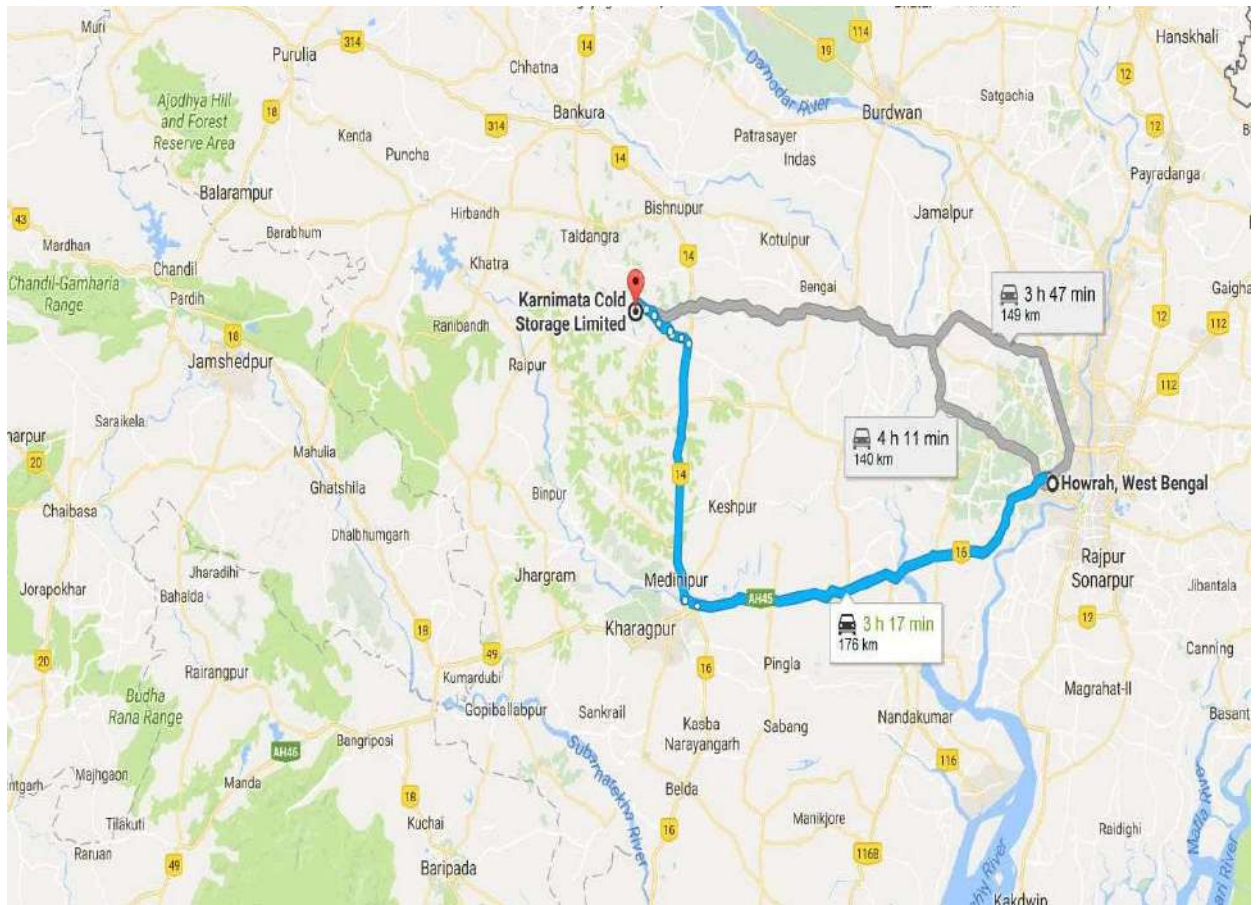 Muri
Purulia
314
14
Chhatna
Bankura
314
14
Ajodhya Hill
and Forest
Reserve Area
18
Kenda
Puncha
Balarampur
Barabhum
Hirbandh
Taldangra
Bishnupur
Khatra
14
Damodar River
19
114
Burdwan
Satgachia
12
Hanskhali
12
Patrasayer
Indas
Payradanga
Jamalpur
Kotulpur
Bengai
43
Mardhan
Chandil
Chandil-Gamharia
Range
Pardih
18
Jamshedpur
Saraikela
Ranibandh
Raipur
Karnimata Cold
Storage Limited
3 h 47 min
149 km
12
112
112
4 h 11 min
140 km
Howrah, West Bengal
Mahulia
Ghatshila
20
Chaibasa
Dhalbhumgarh
Binpur
14
Keshpur
16
Rajpur
Sonarpur
Jibantala
Jharadihi
Bahalda
Jorapokhar
Jhargram
Medinipur
AH45
Kharagpur
3 h 17 min
176 km
12
Canning
20
Rairangpur
18
49
Kumardubi
16
Pingla
Magrahat-II
Budha
Rana Range
Gopiballabpur
Sankrail
Kasba
Narayangarh
Sabang
Nandakumar
Bangriposi
AH46
Manda
Majhgaon
116
Subarnarekha River
Belda
18
Kuchai
16
Manikjore
Tilakuti
Raruan
49
Baripada
116B
Raidighi
Matla River
Kakdwip